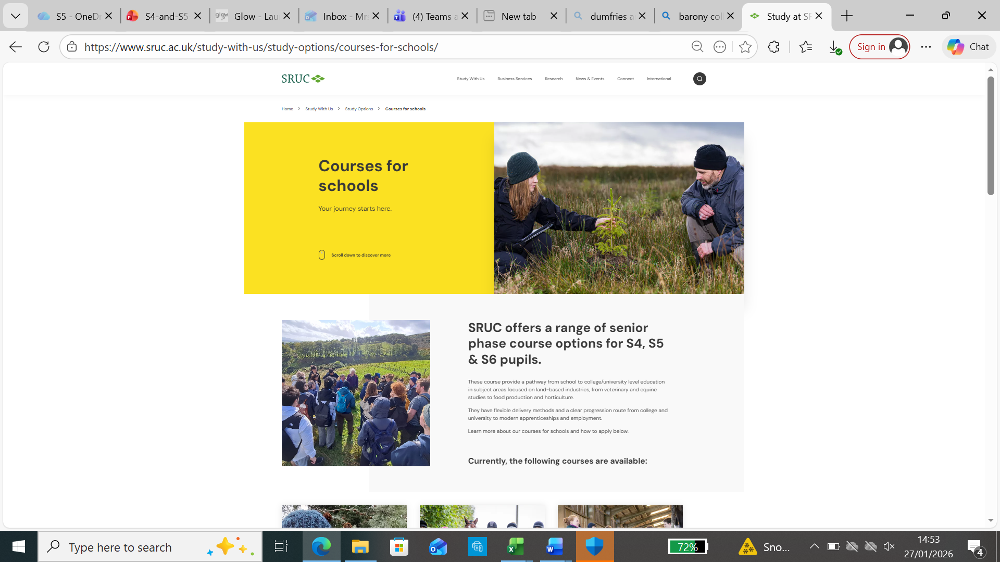 S5 - OneDr
S4-and-S5-
Glow - Lau
Inbox - Mrs
(4) Teams a
New tab
dumfries a
barony coll
Study at SR
https://www.sruc.ac.uk/study-with-us/study-options/courses-for-schools/
Sign in
Chat
SRUC
Study With Us
Business Services
Research
News & Events
Connect
International
Home > Study With Us > Study Options > Courses for schools
Courses for
schools
Your journey starts here.
Scroll down to discover more
SRUC offers a range of senior
phase course options for S4, S5
& S6 pupils.
These course provide a pathway from school to college/university level education
in subject areas focused on land-based industries, from veterinary and equine
studies to food production and horticulture.
They have flexible delivery methods and a clear progression route from college and
university to modern apprenticeships and employment.
Learn more about our courses for schools and how to apply below.
Currently, the following courses are available:
Type here to search
72%
Sno...
14:53
27/01/2026
4